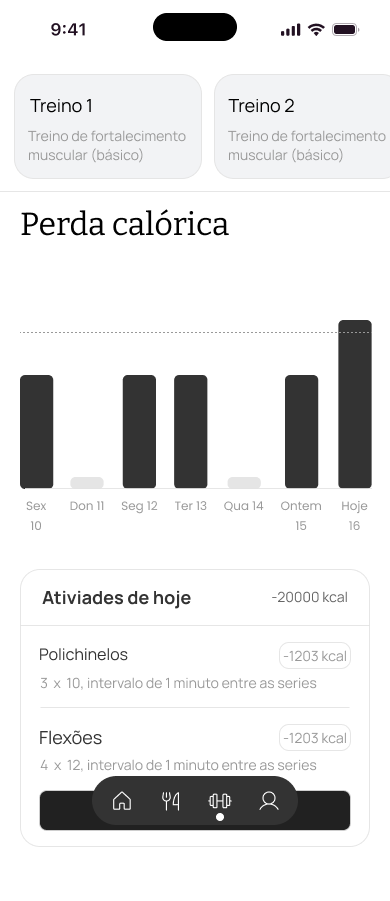 9:41
Treino 1
Treino de fortalecimento
muscular (básico)
Treino 2
Treino de fortalecimento
muscular (básico)
Perda calórica
Sex
10
Don 11
Seg 12
Ter 13
Qua 14
Ontem
15
Hoje
16
Ativiades de hoje
-20000 kcal
Polichinelos
-1203 kcal
3 x 10, intervalo de 1 minuto entre as series
Flexões
-1203 kcal
4 x 12, intervalo de 1 minuto entre as series